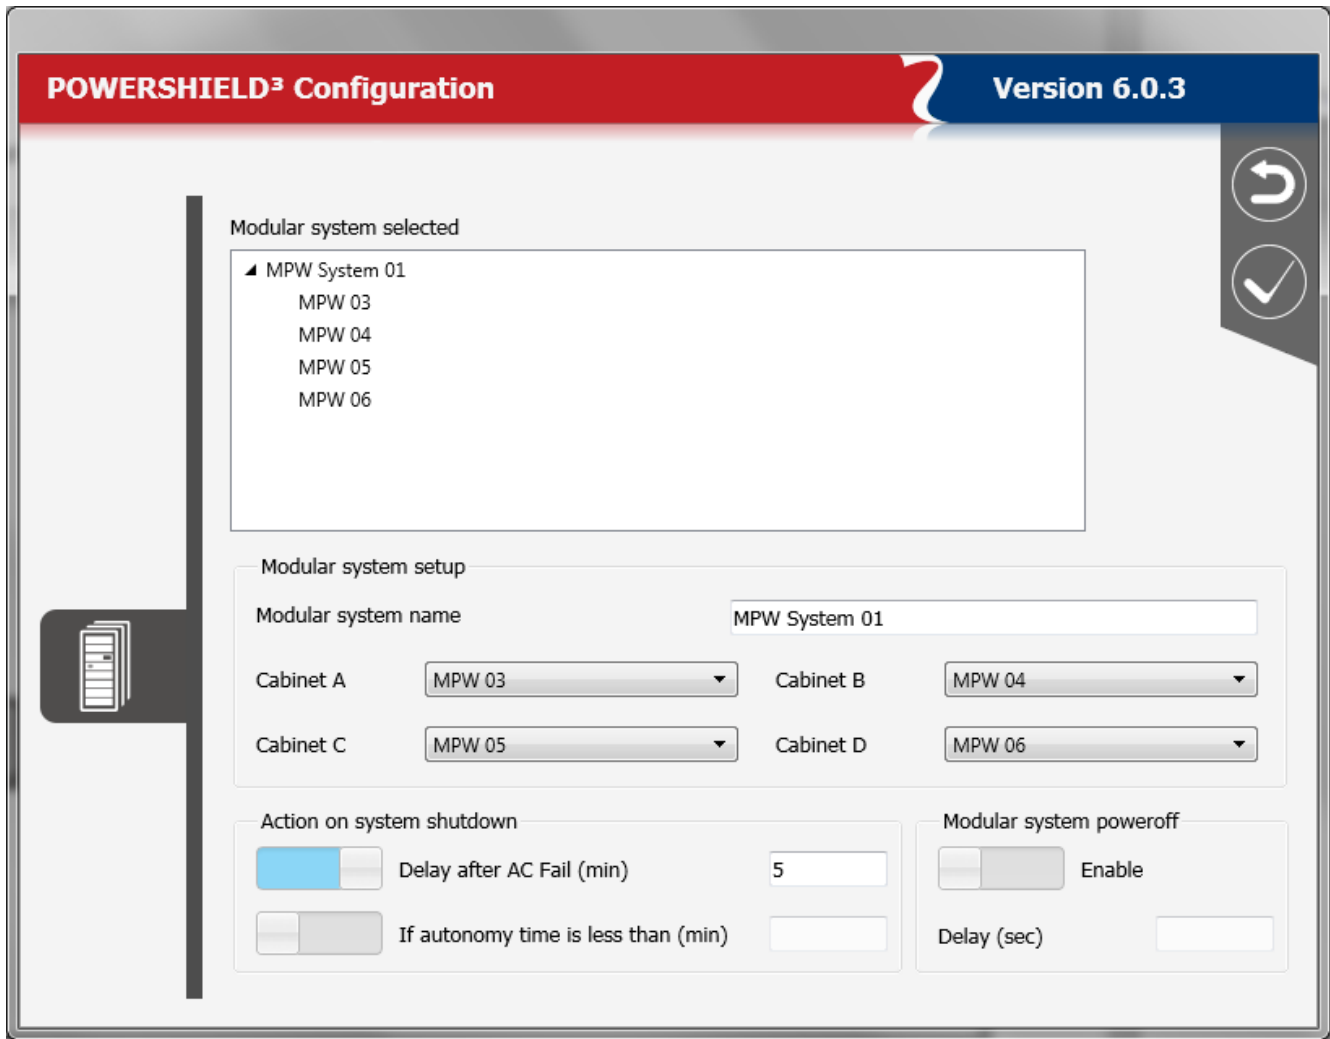 POWERSHIELD³ Configuration
Version 6.0.3
Modular system selected
MPW System 01
MPW 03
MPW 04
MPW 05
MPW 06
Modular system setup
Modular system name MPW System 01
Cabinet A MPW 03 Cabinet B MPW 04
Cabinet C MPW 05 Cabinet D MPW 06
Action on system shutdown
Delay after AC Fail (min) 5
If autonomy time is less than (min)
Modular system poweroff
Enable
Delay (sec)